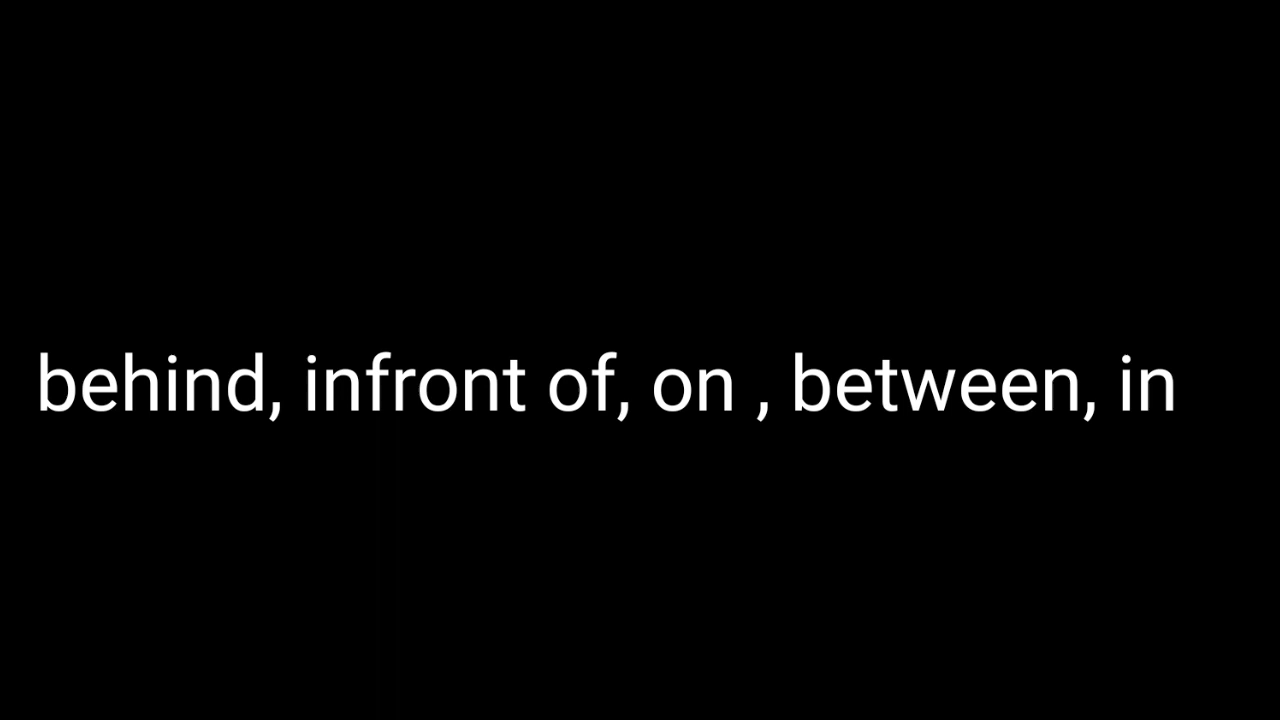 behind, infront of, on , between, in